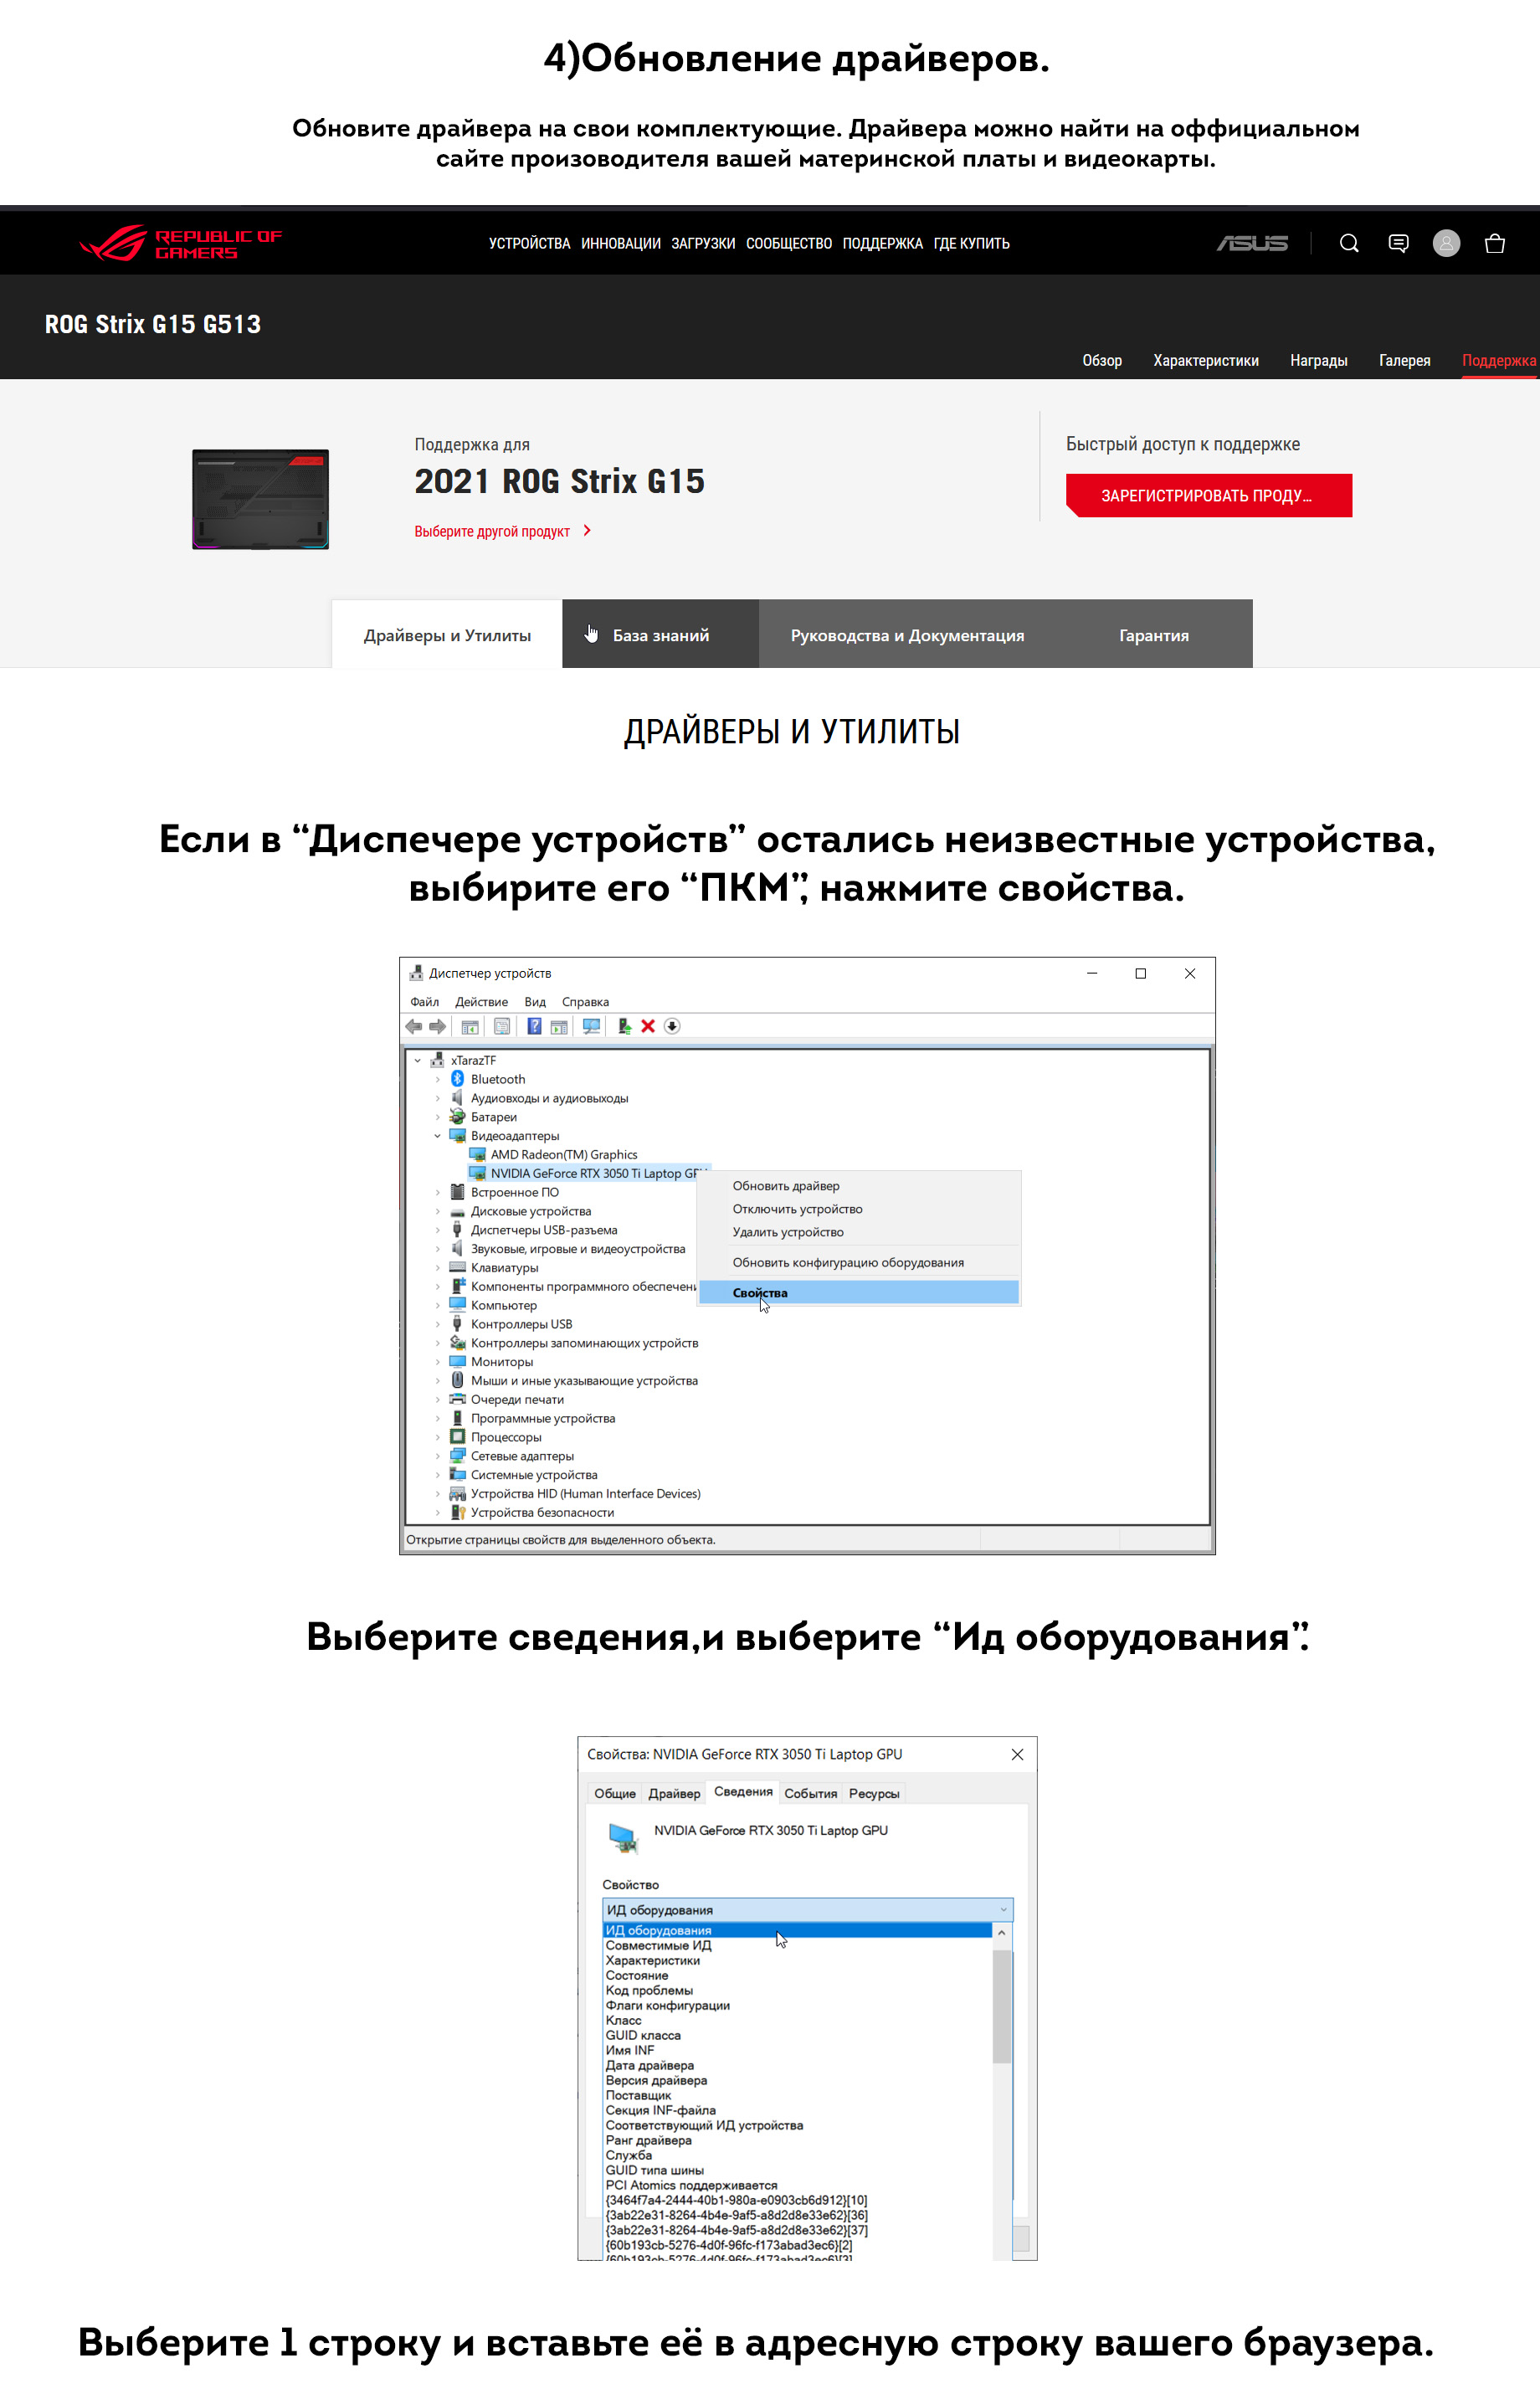 4)Обновление драйверов.
Обновите драйвера на свои комплектующие. Драйвера можно найти на оффициальном
сайте произоводителя вашей материнской платы и видеокарты.
REPUBLIC OF
GAMERS
УСТРОЙСТВА ИННОВАЦИИ ЗАГРУЗКИ СООБЩЕСТВО ПОДДЕРЖКА ГДЕ КУПИТЬ
ASUS
ROG Strix G15 G513
Обзор Характеристики Награды Галерея Поддержка
Поддержка для
2021 ROG Strix G15
Выберите другой продукт
Быстрый доступ к поддержке
ЗАРЕГИСТРИРОВАТЬ ПРОДУ...
Драйверы и Утилиты База знаний Руководства и Документация Гарантия
ДРАЙВЕРЫ И УТИЛИТЫ
Если в “Диспечере устройств” остались неизвестные устройства,
выбирите его “ПКМ”, нажмите свойства.
Диспетчер устройств
Файл Действие Вид Справка
xTarazTF
Bluetooth
Аудиовходы и аудиовыходы
Батареи
Видеоадаптеры
AMD Radeon(TM) Graphics
NVIDIA GeForce RTX 3050 Ti Laptop GPU
Встроенное ПО
Дисковые устройства
Диспетчеры USB-разъема
Звуковые, игровые и видеоустройства
Клавиатуры
Компоненты программного обеспечени
Компьютер
Контроллеры USB
Контроллеры запоминающих устройств
Мониторы
Мыши и иные указывающие устройства
Очереди печати
Программные устройства
Процессоры
Сетевые адаптеры
Системные устройства
Устройства HID (Human Interface Devices)
Устройства безопасности
Обновить драйвер
Отключить устройство
Удалить устройство
Обновить конфигурацию оборудования
Свойства
Открытие страницы свойств для выделенного объекта.
Выберите сведения,и выберите “Ид оборудования”.
Свойства: NVIDIA GeForce RTX 3050 Ti Laptop GPU
Общие Драйвер Сведения События Ресурсы
NVIDIA GeForce RTX 3050 Ti Laptop GPU
Свойство
ИД оборудования
ИД оборудования
Совместимые ИД
Характеристики
Состояние
Код проблемы
Флаги конфигурации
Класс
GUID класса
Имя INF
Дата драйвера
Версия драйвера
Поставщик
Секция INF-файла
Соответствующий ИД устройства
Ранг драйвера
Служба
GUID типа шины
PCI Atomics поддерживается
{3464f7a4-2444-40b1-980a-e0903cb6d912}[10]
{3ab22e31-8264-4b4e-9af5-a8d2d8e33e62}[36]
{3ab22e31-8264-4b4e-9af5-a8d2d8e33e62}[37]
{60b193cb-5276-4d0f-96fc-f173abad3ec6}[2]
{60b193cb-5276-4d0f-96fc-f173abad3ec6}[3]
Выберите 1 строку и вставьте её в адресную строку вашего браузера.